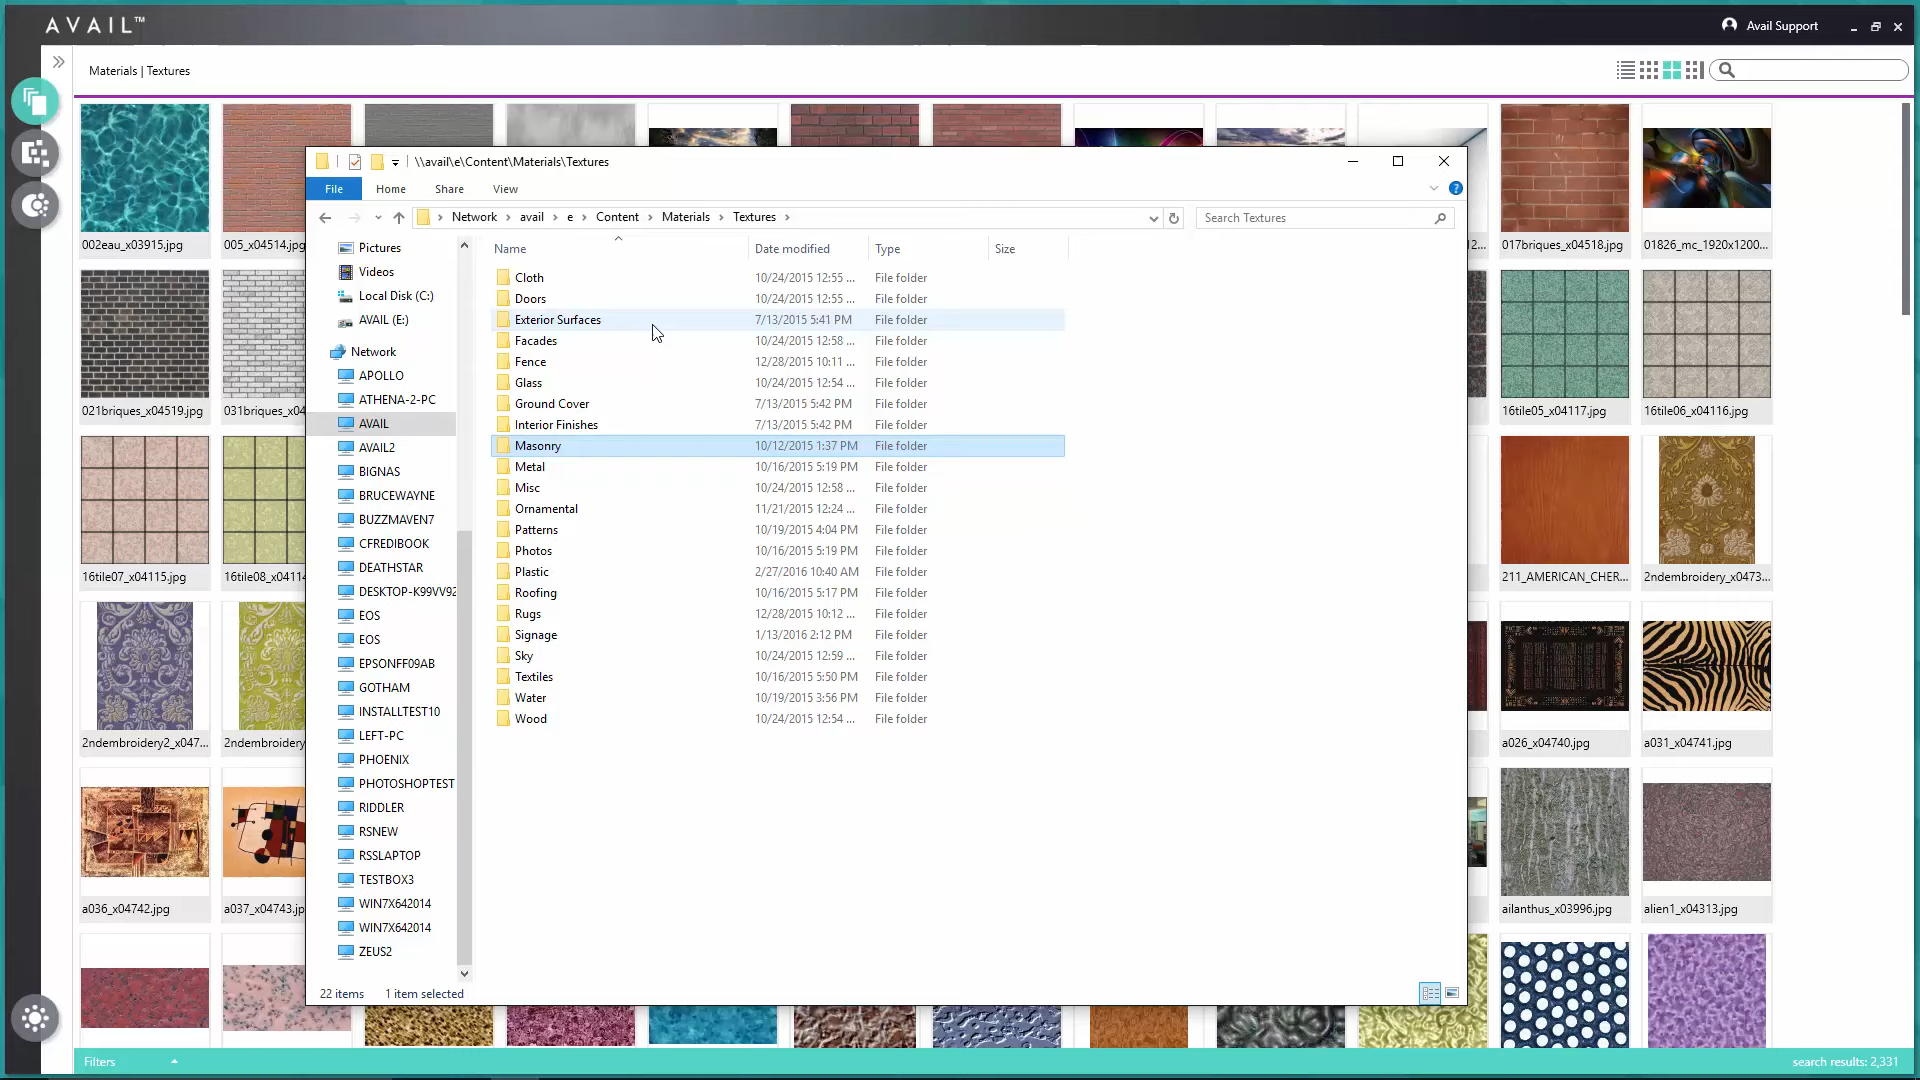 AVAIL™
Avail Support
Materials | Textures
002eau_x03915.jpg
005_x04514.jpg
017briques_x04518.jpg
01826_mc_1920x1200...
021briques_x04519.jpg
16tile05_x04117.jpg
16tile06_x04116.jpg
16tile07_x04115.jpg
211_AMERICAN_CHER...
2ndembroidery_x0473...
2ndembroidery2_x047...
2ndembroidery
a026_x04740.jpg
a031_x04741.jpg
a036_x04742.jpg
ailanthus_x03996.jpg
alien1_x04313.jpg
\\avail\e\Content\Materials\Textures
File Home Share View
Network > avail > e > Content > Materials > Textures >
Search Textures
Pictures
Videos
Local Disk (C:)
AVAIL (E:)
Network
APOLLO
ATHENA-2-PC
AVAIL
AVAIL2
BIGNAS
BRUCEWAYNE
BUZZMAVEN7
CFREDIBOOK
DEATHSTAR
DESKTOP-K99VV92
EOS
EOS
EPSONFF09AB
GOTHAM
INSTALLTEST10
LEFT-PC
PHOENIX
PHOTOSHOPTEST
RIDDLER
RSNEW
RSSLAPTOP
TESTBOX3
WIN7X642014
WIN7X642014
ZEUS2
Name Date modified Type Size
Cloth 10/24/2015 12:55 ... File folder
Doors 10/24/2015 12:55 ... File folder
Exterior Surfaces 7/13/2015 5:41 PM File folder
Facades 10/24/2015 12:58 ... File folder
Fence 12/28/2015 10:11 ... File folder
Glass 10/24/2015 12:54 ... File folder
Ground Cover 7/13/2015 5:42 PM File folder
Interior Finishes 7/13/2015 5:42 PM File folder
Masonry 10/12/2015 1:37 PM File folder
Metal 10/16/2015 5:19 PM File folder
Misc 10/24/2015 12:58 ... File folder
Ornamental 11/21/2015 12:24 ... File folder
Patterns 10/19/2015 4:04 PM File folder
Photos 10/16/2015 5:19 PM File folder
Plastic 2/27/2016 10:40 AM File folder
Roofing 10/16/2015 5:17 PM File folder
Rugs 12/28/2015 10:12 ... File folder
Signage 1/13/2016 2:12 PM File folder
Sky 10/24/2015 12:59 ... File folder
Textiles 10/16/2015 5:50 PM File folder
Water 10/19/2015 3:56 PM File folder
Wood 10/24/2015 12:54 ... File folder
22 items 1 item selected
Filters
search results: 2,331